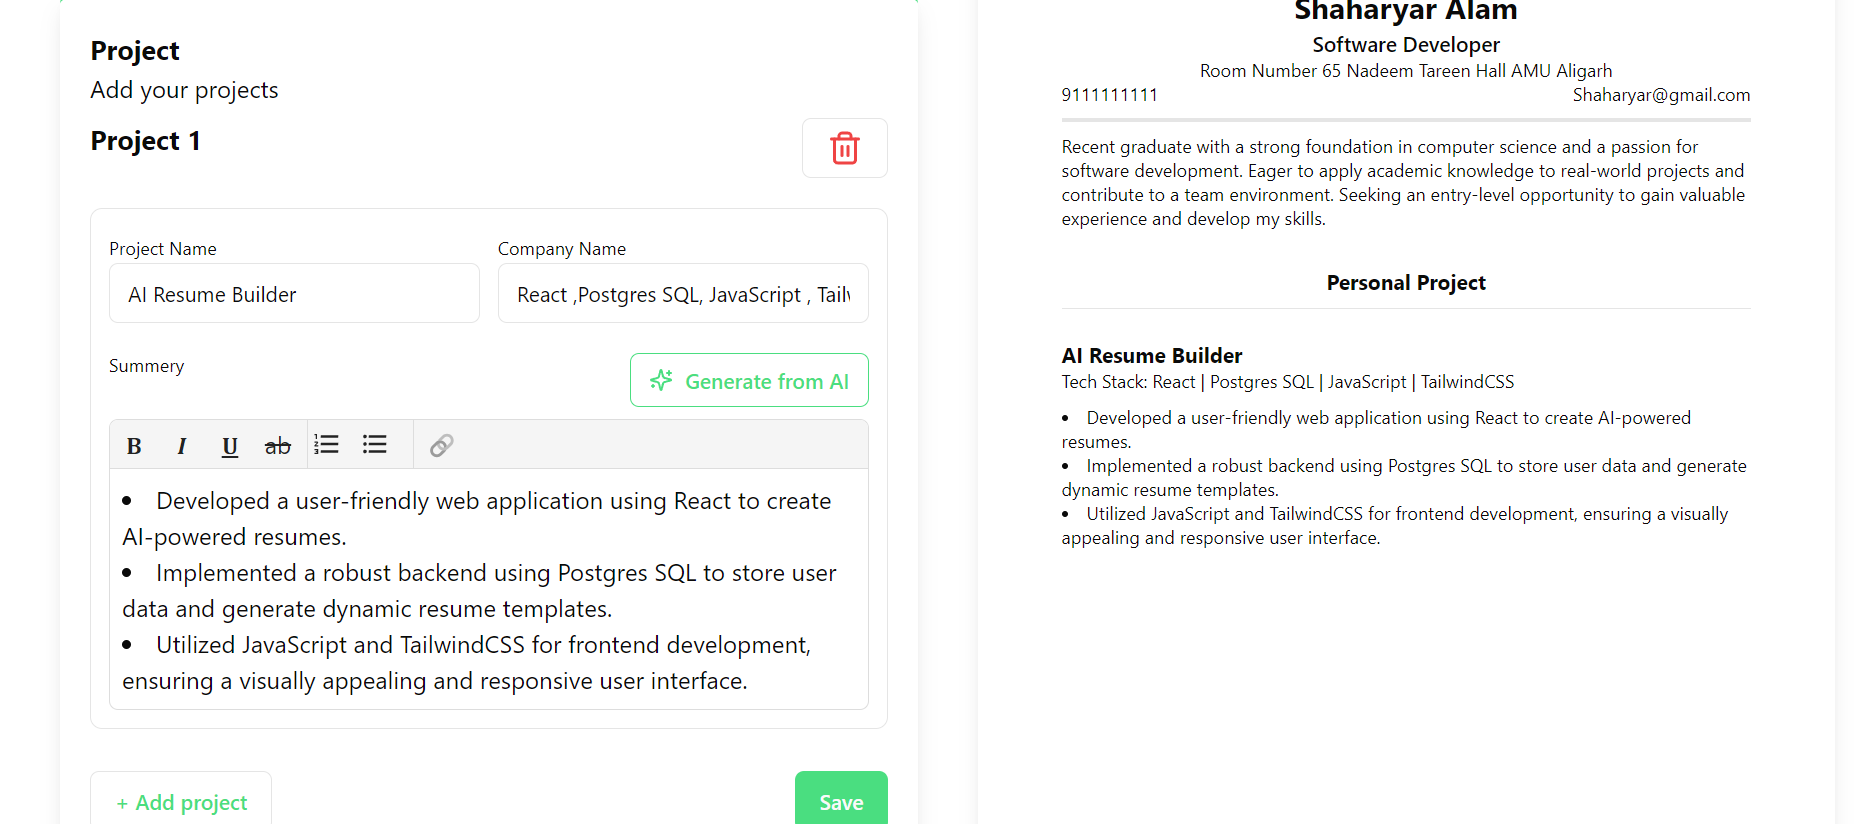 Project
Add your projects
Project 1
Project Name
Company Name
AI Resume Builder
React ,Postgres SQL, JavaScript , Tail
Summery
Generate from AI
B I U ab
• Developed a user-friendly web application using React to create
AI-powered resumes.
• Implemented a robust backend using Postgres SQL to store user
data and generate dynamic resume templates.
• Utilized JavaScript and TailwindCSS for frontend development,
ensuring a visually appealing and responsive user interface.
+ Add project
Save
Shaharyar Alam
Software Developer
Room Number 65 Nadeem Tareen Hall AMU Aligarh
9111111111
Shaharyar@gmail.com
Recent graduate with a strong foundation in computer science and a passion for
software development. Eager to apply academic knowledge to real-world projects and
contribute to a team environment. Seeking an entry-level opportunity to gain valuable
experience and develop my skills.
Personal Project
AI Resume Builder
Tech Stack: React | Postgres SQL | JavaScript | TailwindCSS
• Developed a user-friendly web application using React to create AI-powered
resumes.
• Implemented a robust backend using Postgres SQL to store user data and generate
dynamic resume templates.
• Utilized JavaScript and TailwindCSS for frontend development, ensuring a visually
appealing and responsive user interface.